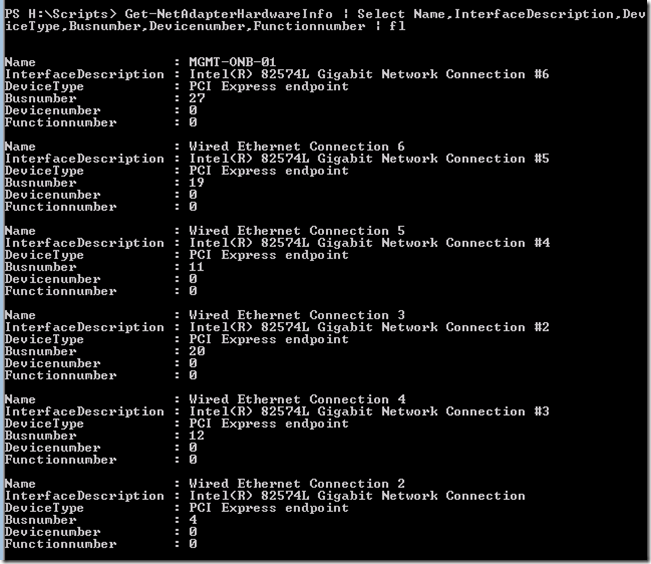 PS H:\Scripts> Get-NetAdapterHardwareInfo | Select Name,InterfaceDescription,Dev
iceType,Busnumber,Devicenumber,Functionnumber | fl
Name : MGMT-ONB-01
InterfaceDescription : Intel(R) 82574L Gigabit Network Connection #6
DeviceType : PCI Express endpoint
Busnumber : 27
Devicenumber : 0
Functionnumber : 0
Name : Wired Ethernet Connection 6
InterfaceDescription : Intel(R) 82574L Gigabit Network Connection #5
DeviceType : PCI Express endpoint
Busnumber : 19
Devicenumber : 0
Functionnumber : 0
Name : Wired Ethernet Connection 5
InterfaceDescription : Intel(R) 82574L Gigabit Network Connection #4
DeviceType : PCI Express endpoint
Busnumber : 11
Devicenumber : 0
Functionnumber : 0
Name : Wired Ethernet Connection 3
InterfaceDescription : Intel(R) 82574L Gigabit Network Connection #2
DeviceType : PCI Express endpoint
Busnumber : 20
Devicenumber : 0
Functionnumber : 0
Name : Wired Ethernet Connection 4
InterfaceDescription : Intel(R) 82574L Gigabit Network Connection #3
DeviceType : PCI Express endpoint
Busnumber : 12
Devicenumber : 0
Functionnumber : 0
Name : Wired Ethernet Connection 2
InterfaceDescription : Intel(R) 82574L Gigabit Network Connection
DeviceType : PCI Express endpoint
Busnumber : 4
Devicenumber : 0
Functionnumber : 0